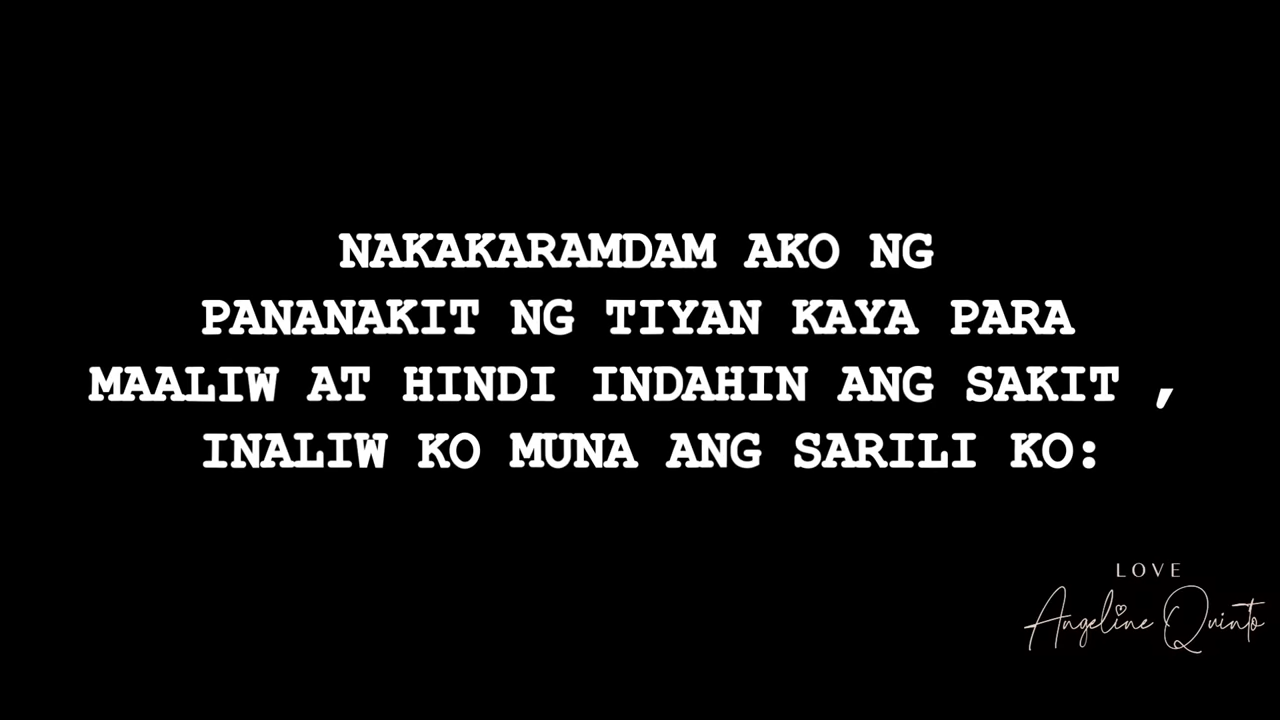 NAKAKARAMDAM AKO NG
PANANAKIT NG TIYAN KAYA PARA
MAALIW AT HINDI INDAHIN ANG SAKIT ,
INALIW KO MUNA ANG SARILI KO:
LOVE
Angeline Quinto